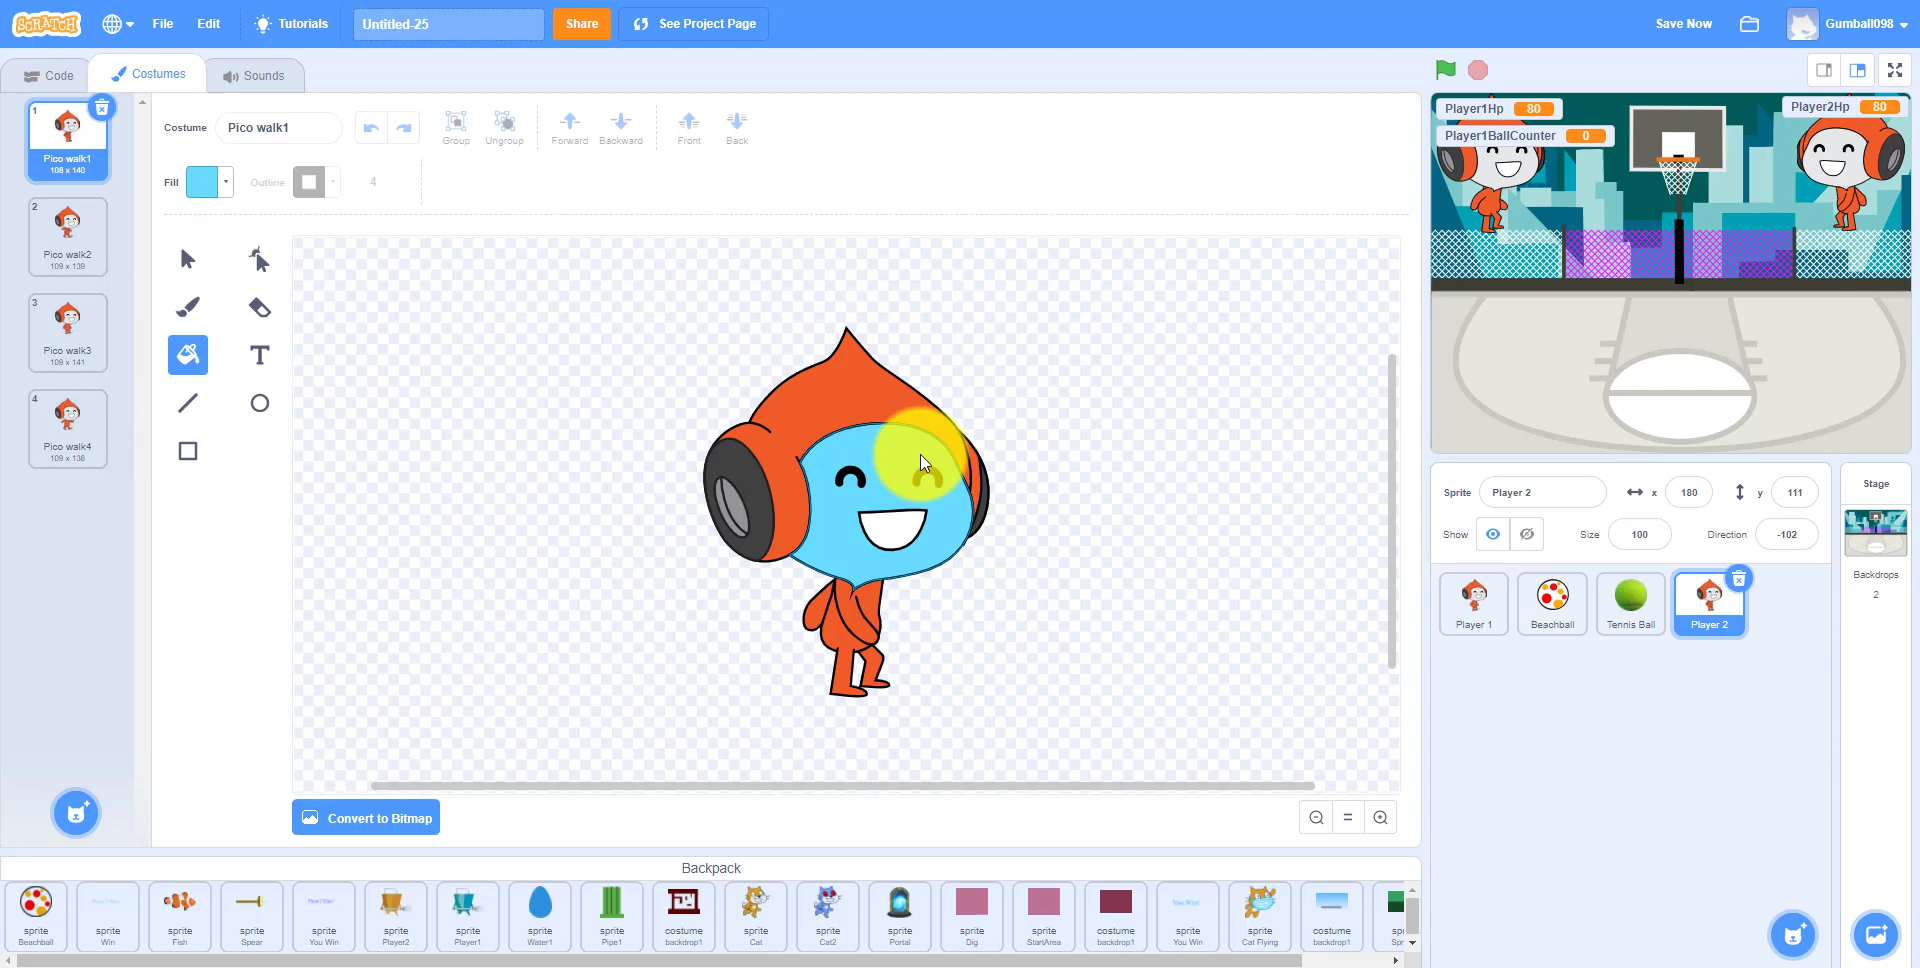 SCRATCH File Edit Tutorials Untitled-25 Share See Project Page Save Now Gumball098
Code Costumes Sounds
1
Pico walk1
108 x 140
2
Pico walk2
109 x 139
3
Pico walk3
109 x 141
4
Pico walk4
109 x 138
Costume Pico walk1 Group Ungroup Forward Backward Front Back
Fill Outline 4
T
Convert to Bitmap
Player1Hp 80
Player2Hp 80
Player1BallCounter 0
Sprite Player 2 x 180 y 111
Show Size 100 Direction -102
Player 1 Beachball Tennis Ball Player 2
Stage
Backdrops
2
Backpack
sprite sprite sprite sprite sprite sprite sprite sprite sprite costume sprite sprite sprite sprite sprite costume sprite sprite costume
Beachball Win Fish Spear You Win Player2 Player1 Water1 Pipe1 backdrop1 Cat Cat2 Portal Dig StartArea backdrop1 You Win Cat Flying backdrop1